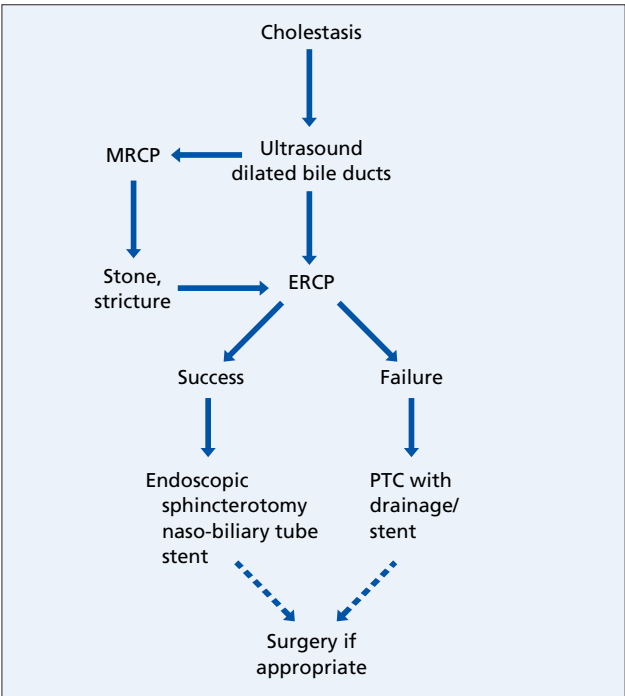 Cholestasis
MRCP
Ultrasound
dilated bile ducts
Stone,
stricture
ERCP
Success
Failure
Endoscopic
sphincterotomy
naso-biliary tube
stent
PTC with
drainage/
stent
Surgery if
appropriate